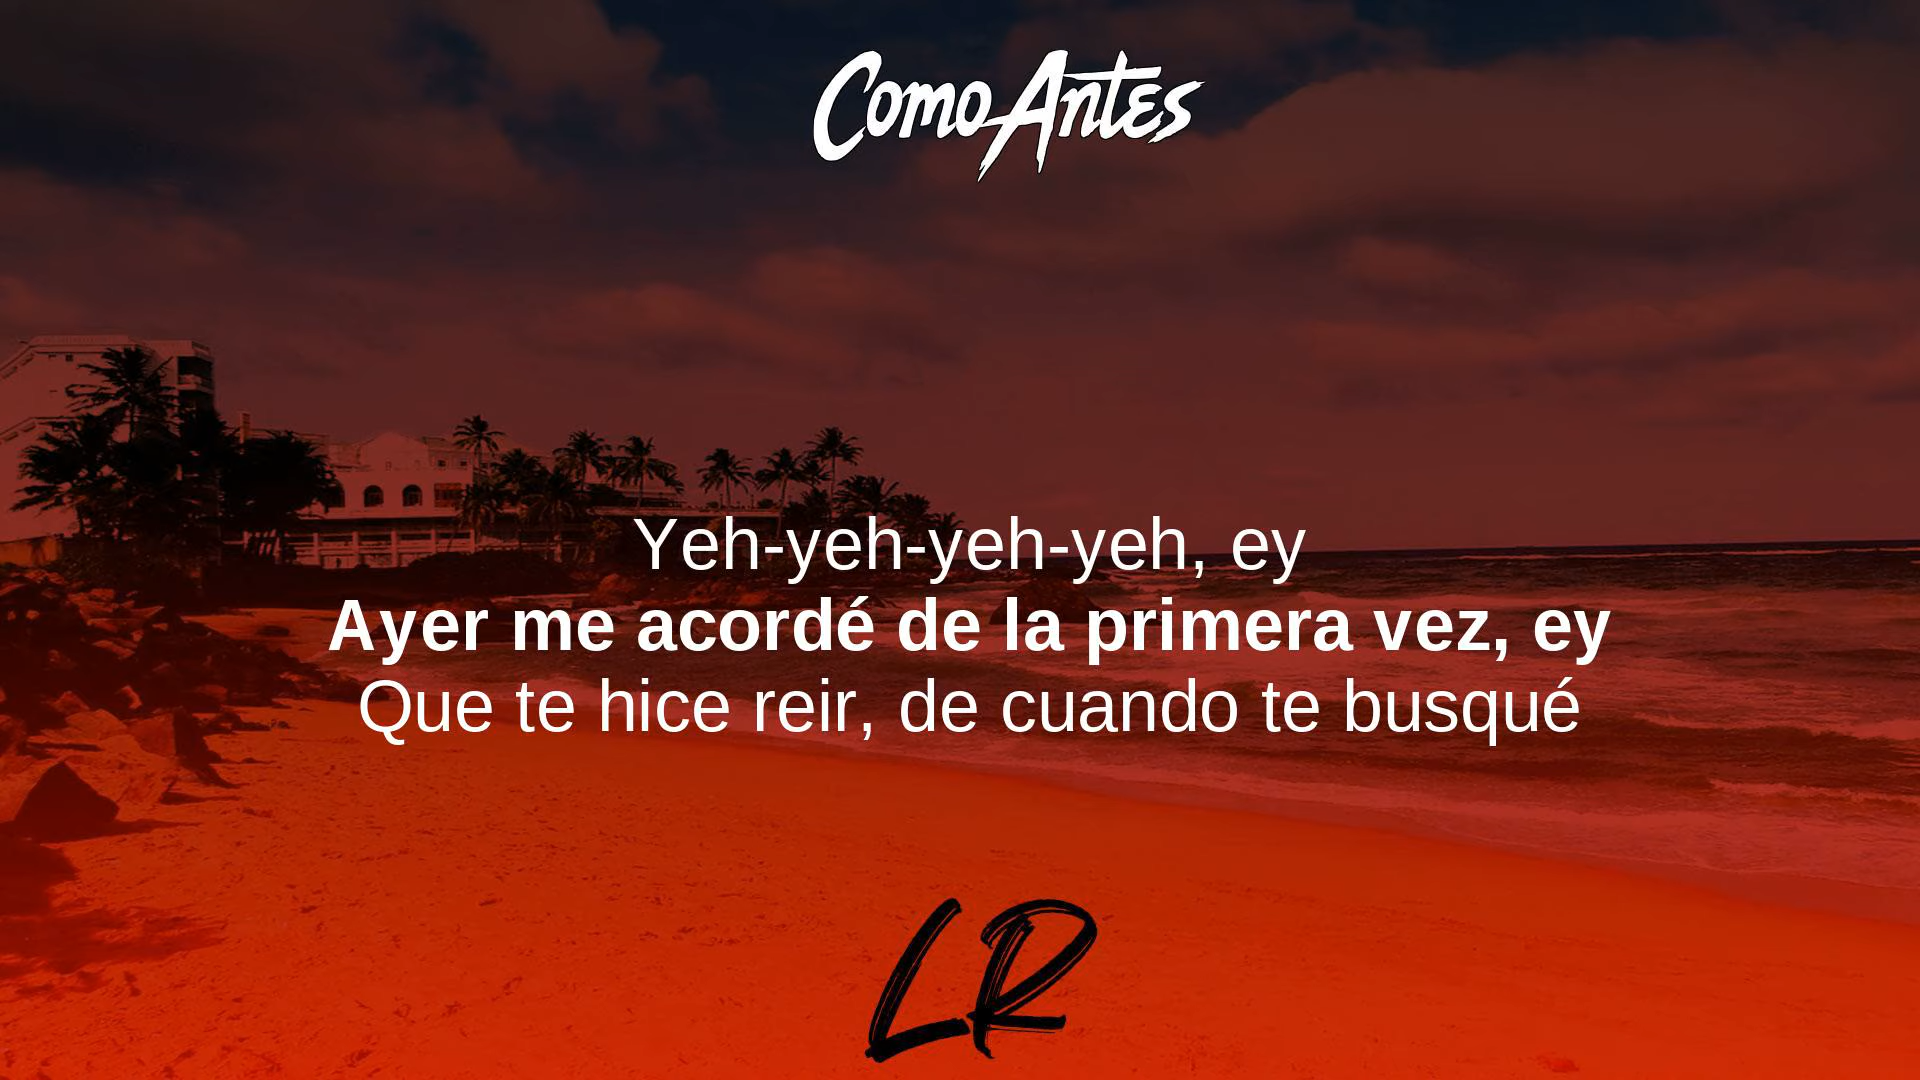 Como Antes
Yeh-yeh-yeh-yeh, ey
Ayer me acordé de la primera vez, ey
Que te hice reir, de cuando te busqué
LR